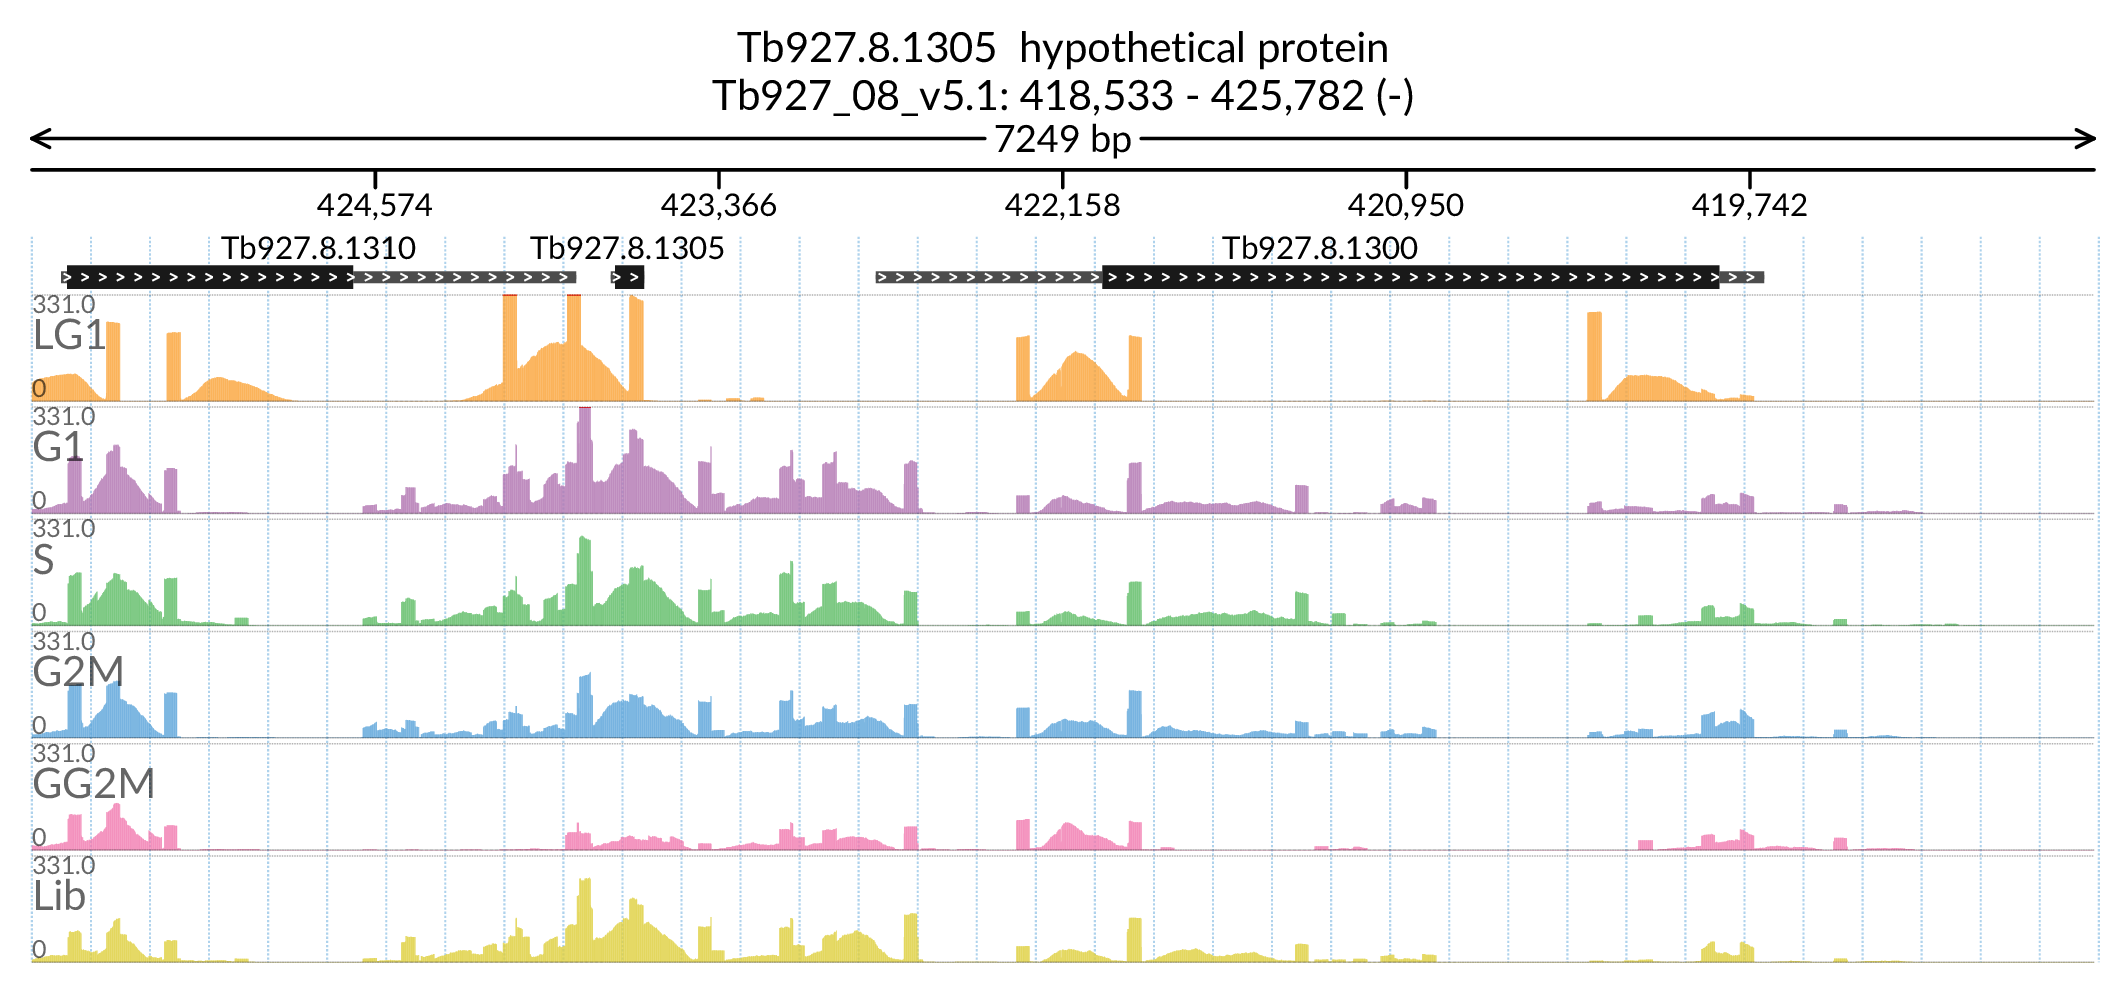 Tb927.8.1305  hypothetical protein
Tb927_08_v5.1: 418,533 - 425,782 (-)
7249 bp
424,574 423,366 422,158 420,950 419,742
Tb927.8.1310 Tb927.8.1305 Tb927.8.1300
331.0
LG1
0
331.0
G1
0
331.0
S
0
331.0
G2M
0
331.0
GG2M
0
331.0
Lib
0